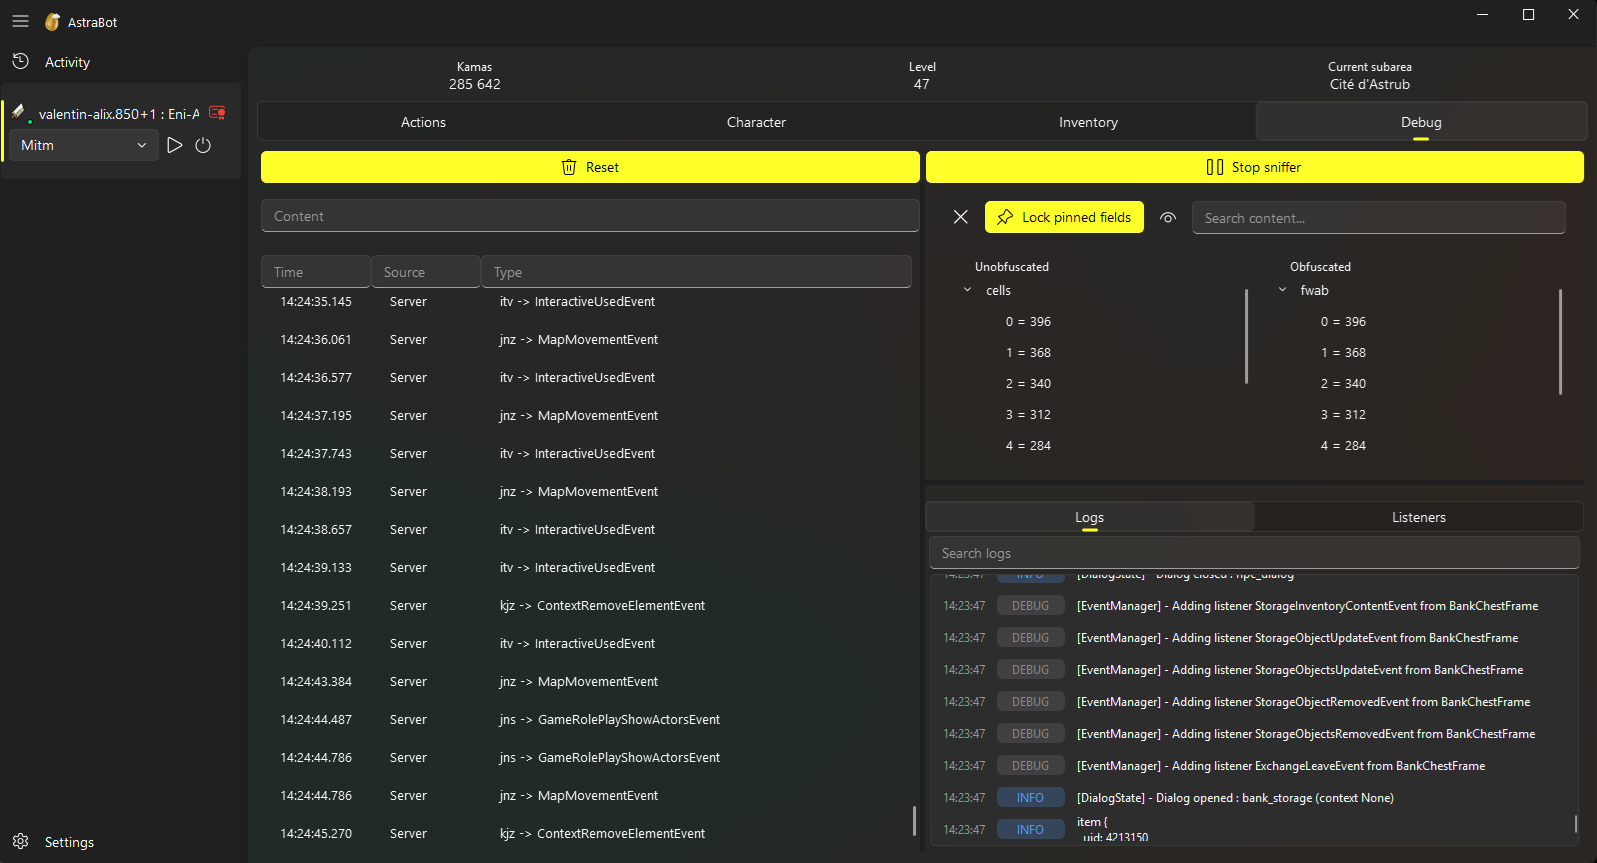 AstraBot
Activity
valentin-alix.850+1 : Eni-A
Mitm
Settings
Kamas
285 642
Level
47
Current subarea
Cité d'Astrub
Actions
Character
Inventory
Debug
Reset
Content
Time Source Type
14:24:35.145 Server itv -> InteractiveUsedEvent
14:24:36.061 Server jnz -> MapMovementEvent
14:24:36.577 Server itv -> InteractiveUsedEvent
14:24:37.195 Server jnz -> MapMovementEvent
14:24:37.743 Server itv -> InteractiveUsedEvent
14:24:38.193 Server jnz -> MapMovementEvent
14:24:38.657 Server itv -> InteractiveUsedEvent
14:24:39.133 Server itv -> InteractiveUsedEvent
14:24:39.251 Server kjz -> ContextRemoveElementEvent
14:24:40.112 Server itv -> InteractiveUsedEvent
14:24:43.384 Server jnz -> MapMovementEvent
14:24:44.487 Server jns -> GameRolePlayShowActorsEvent
14:24:44.786 Server jns -> GameRolePlayShowActorsEvent
14:24:44.786 Server jnz -> MapMovementEvent
14:24:45.270 Server kjz -> ContextRemoveElementEvent
Stop sniffer
Lock pinned fields
Search content...
Unobfuscated
cells
0 = 396
1 = 368
2 = 340
3 = 312
4 = 284
Obfuscated
fwab
0 = 396
1 = 368
2 = 340
3 = 312
4 = 284
Logs
Listeners
Search logs
14:23:47 INFO [DialogState] - Dialog closed : npc_dialog
14:23:47 DEBUG [EventManager] - Adding listener StorageInventoryContentEvent from BankChestFrame
14:23:47 DEBUG [EventManager] - Adding listener StorageObjectUpdateEvent from BankChestFrame
14:23:47 DEBUG [EventManager] - Adding listener StorageObjectsUpdateEvent from BankChestFrame
14:23:47 DEBUG [EventManager] - Adding listener StorageObjectRemovedEvent from BankChestFrame
14:23:47 DEBUG [EventManager] - Adding listener StorageObjectsRemovedEvent from BankChestFrame
14:23:47 DEBUG [EventManager] - Adding listener ExchangeLeaveEvent from BankChestFrame
14:23:47 INFO [DialogState] - Dialog opened : bank_storage (context None)
14:23:47 INFO item {
uid: 4213150